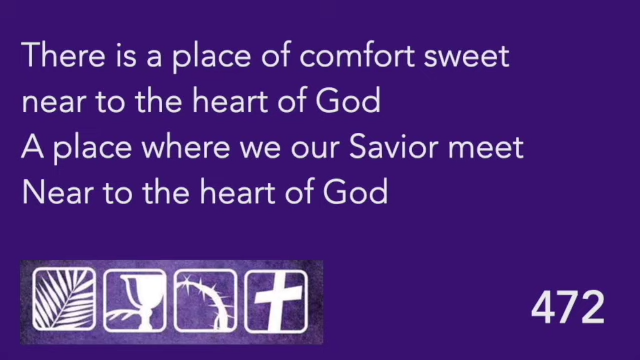 There is a place of comfort sweet
near to the heart of God
A place where we our Savior meet
Near to the heart of God
472